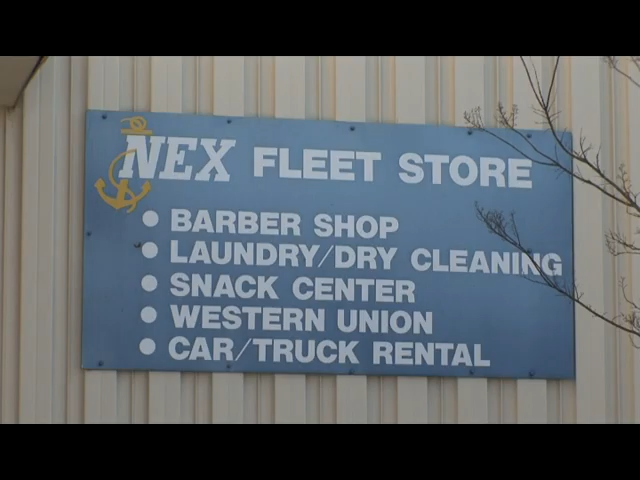 NEX FLEET STORE
• BARBER SHOP
• LAUNDRY/DRY CLEANING
• SNACK CENTER
• WESTERN UNION
• CAR/TRUCK RENTAL